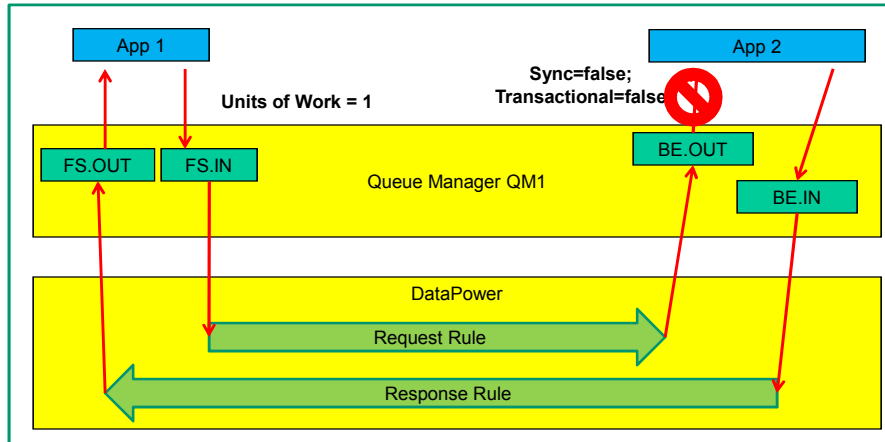 App 1
App 2
Sync=false;
Transactional=false
Units of Work = 1
FS.OUT
FS.IN
BE.OUT
Queue Manager QM1
BE.IN
DataPower
Request Rule
Response Rule